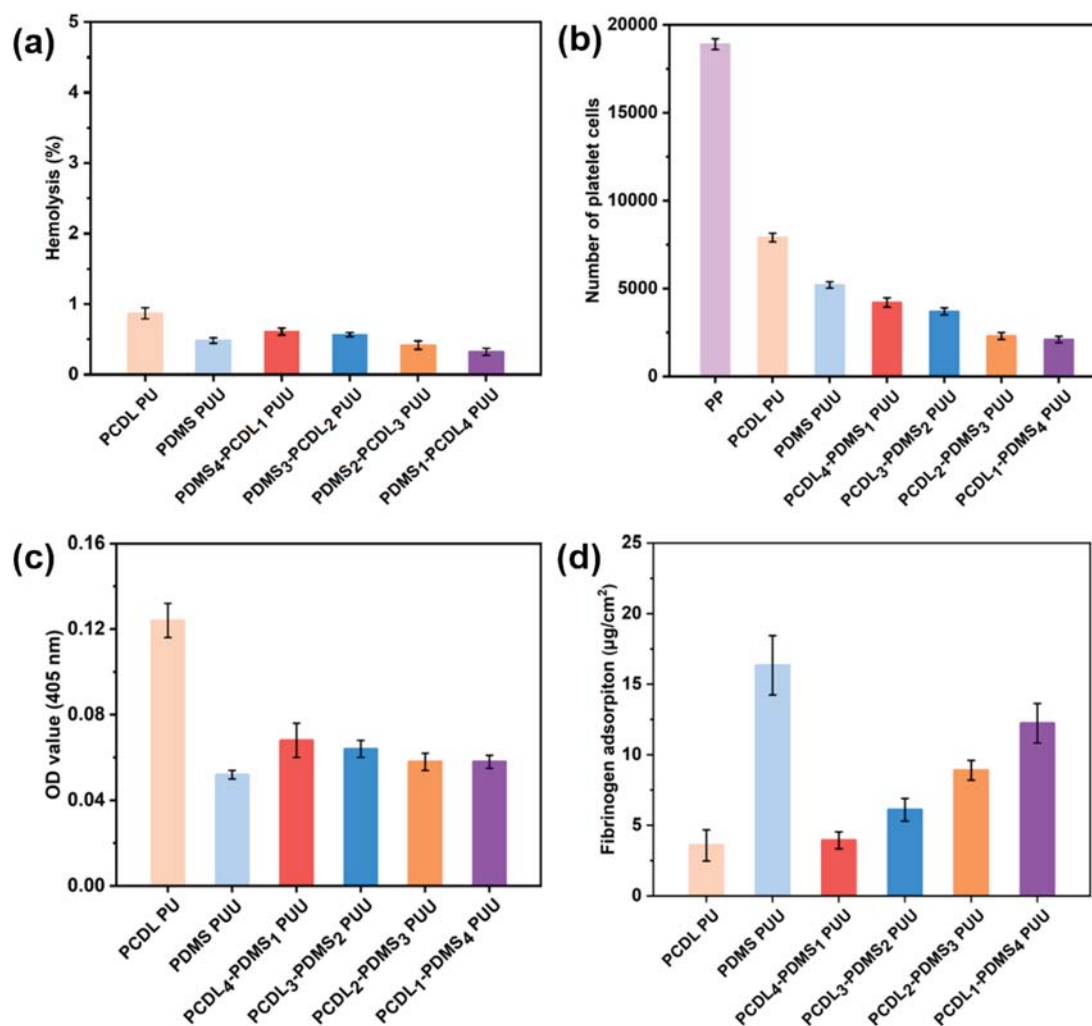 (a)
Hemolysis (%)
5
4
3
2
1
0
PCDL PU
PDMS PUU
PDMS₄-PCDL₁ PUU
PDMS₃-PCDL₂ PUU
PDMS₂-PCDL₃ PUU
PDMS₁-PCDL₄ PUU
(b)
Number of platelet cells
20000
15000
10000
5000
0
PP
PCDL PU
PDMS PUU
PCDL₄-PDMS₁ PUU
PCDL₃-PDMS₂ PUU
PCDL₂-PDMS₃ PUU
PCDL₁-PDMS₄ PUU
(c)
OD value (405 nm)
0.16
0.12
0.08
0.04
0.00
PCDL PU
PDMS PUU
PCDL₄-PDMS₁ PUU
PCDL₃-PDMS₂ PUU
PCDL₂-PDMS₃ PUU
PCDL₁-PDMS₄ PUU
(d)
Fibrinogen adsorpiton (μg/cm²)
25
20
15
10
5
0
PCDL PU
PDMS PUU
PCDL₄-PDMS₁ PUU
PCDL₃-PDMS₂ PUU
PCDL₂-PDMS₃ PUU
PCDL₁-PDMS₄ PUU